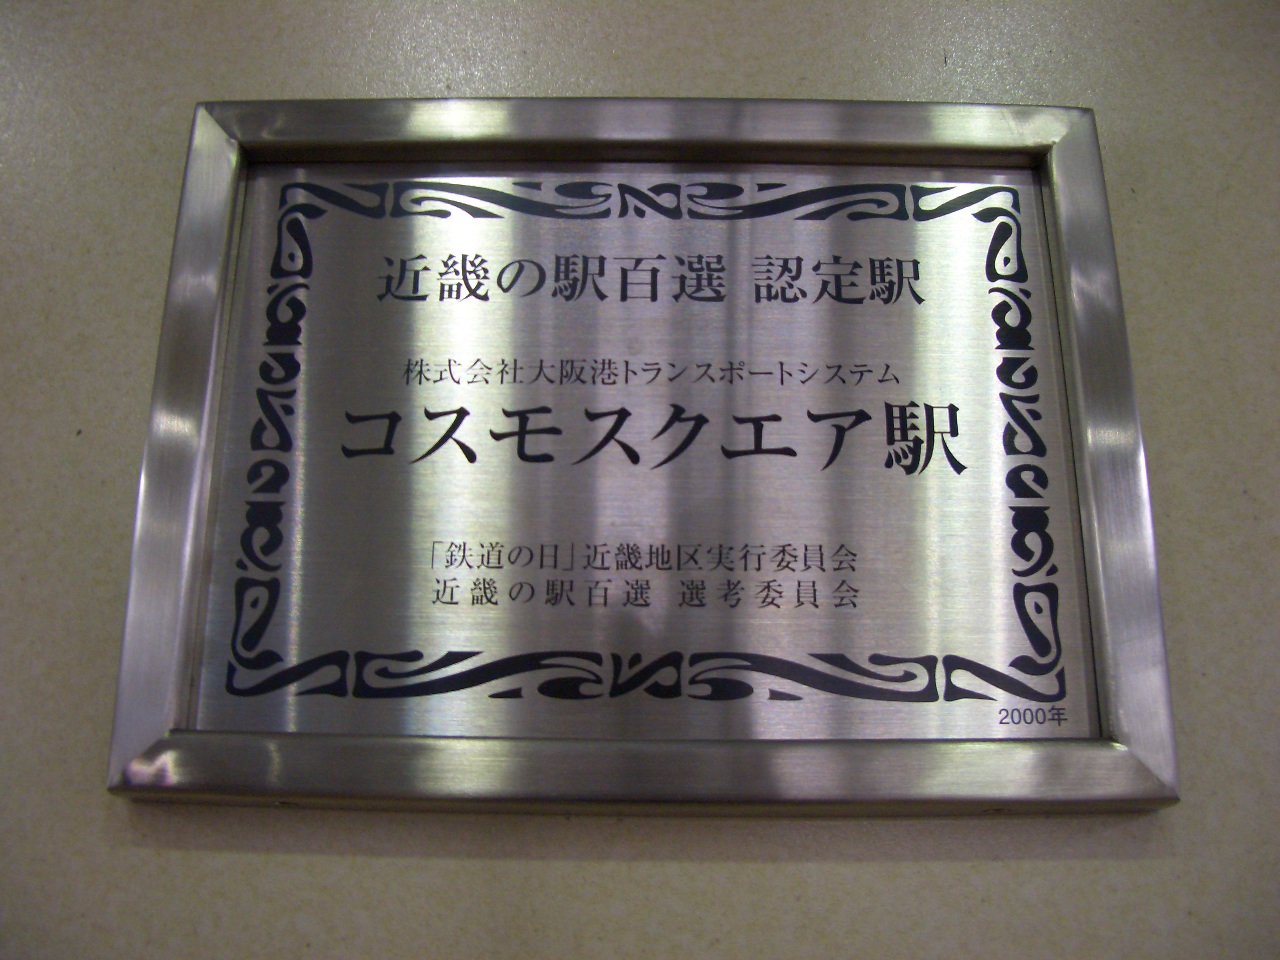 近畿の駅百選 認定駅
株式会社大阪港トランスポートシステム
コスモスクエア駅
「鉄道の日」近畿地区実行委員会
近畿の駅百選 選考委員会
2000年